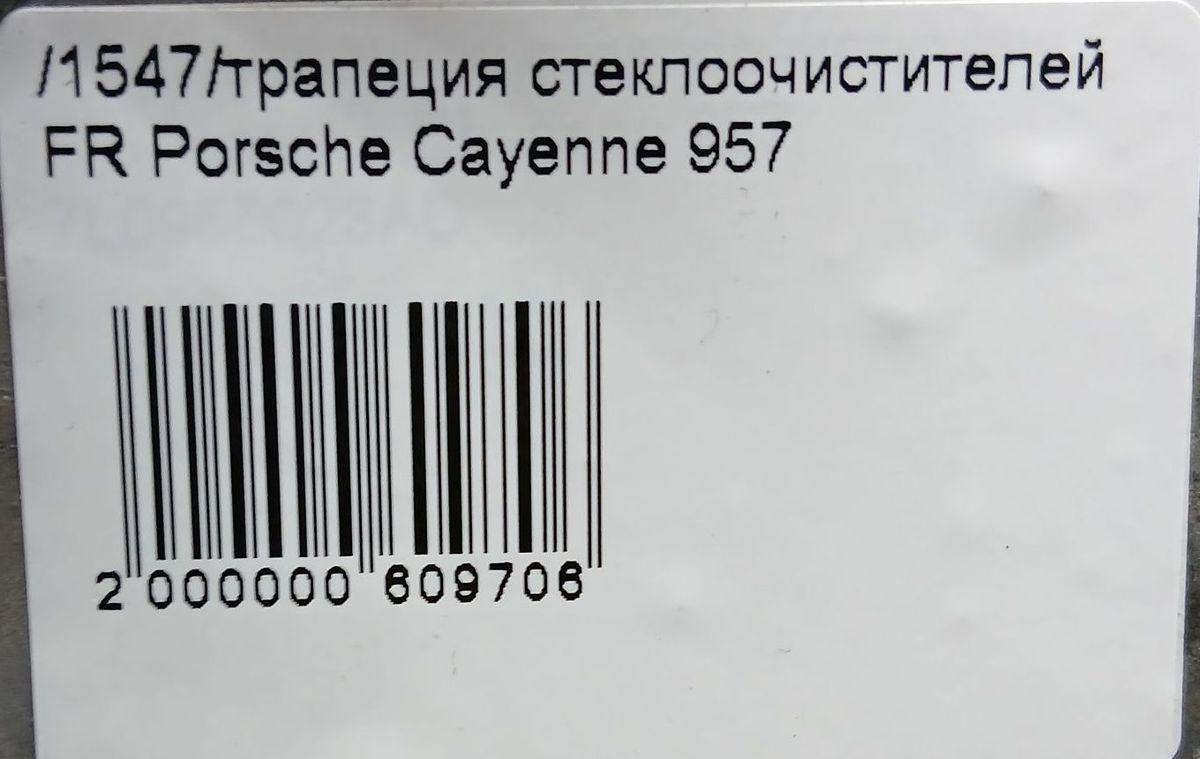 /1547/трапеция стеклоочистителей
FR Porsche Cayenne 957
2 000000 609706